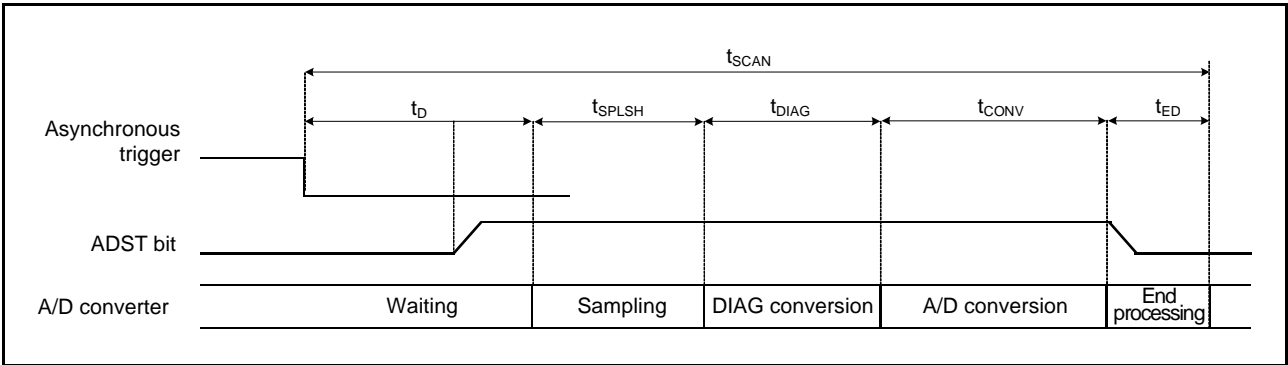 tSCAN
tD tSPLSH tDIAG tCONV tED
Asynchronous
trigger
ADST bit
A/D converter Waiting Sampling DIAG conversion A/D conversion End
processing